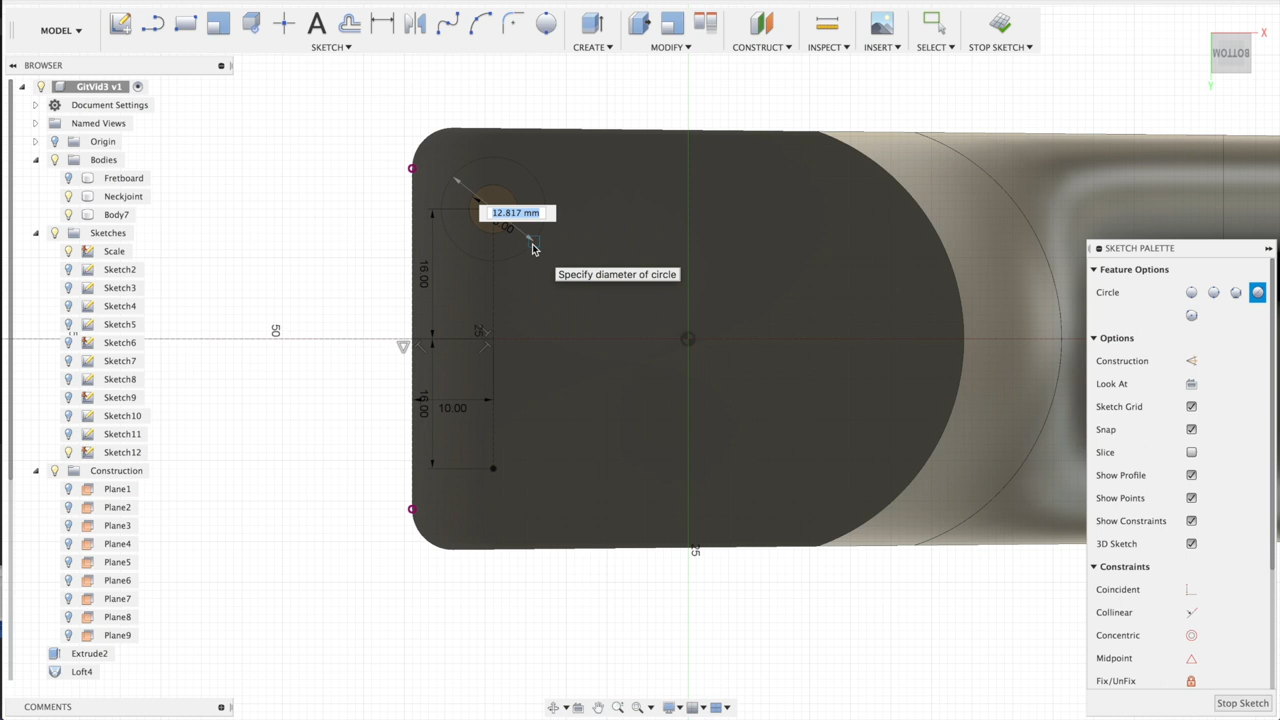 MODEL
SKETCH
CREATE
MODIFY
CONSTRUCT
INSPECT
INSERT
SELECT
STOP SKETCH
BOTTOM
X
Y
BROWSER
GitVid3 v1
Document Settings
Named Views
Origin
Bodies
Fretboard
Neckjoint
Body7
Sketches
Scale
Sketch2
Sketch3
Sketch4
Sketch5
Sketch6
Sketch7
Sketch8
Sketch9
Sketch10
Sketch11
Sketch12
Construction
Plane1
Plane2
Plane3
Plane4
Plane5
Plane6
Plane7
Plane8
Plane9
Extrude2
Loft4
COMMENTS
12.817 mm
Specify diameter of circle
16.00
50
25
16.00
10.00
25
SKETCH PALETTE
Feature Options
Circle
Options
Construction
Look At
Sketch Grid
Snap
Slice
Show Profile
Show Points
Show Constraints
3D Sketch
Constraints
Coincident
Collinear
Concentric
Midpoint
Fix/UnFix
Stop Sketch